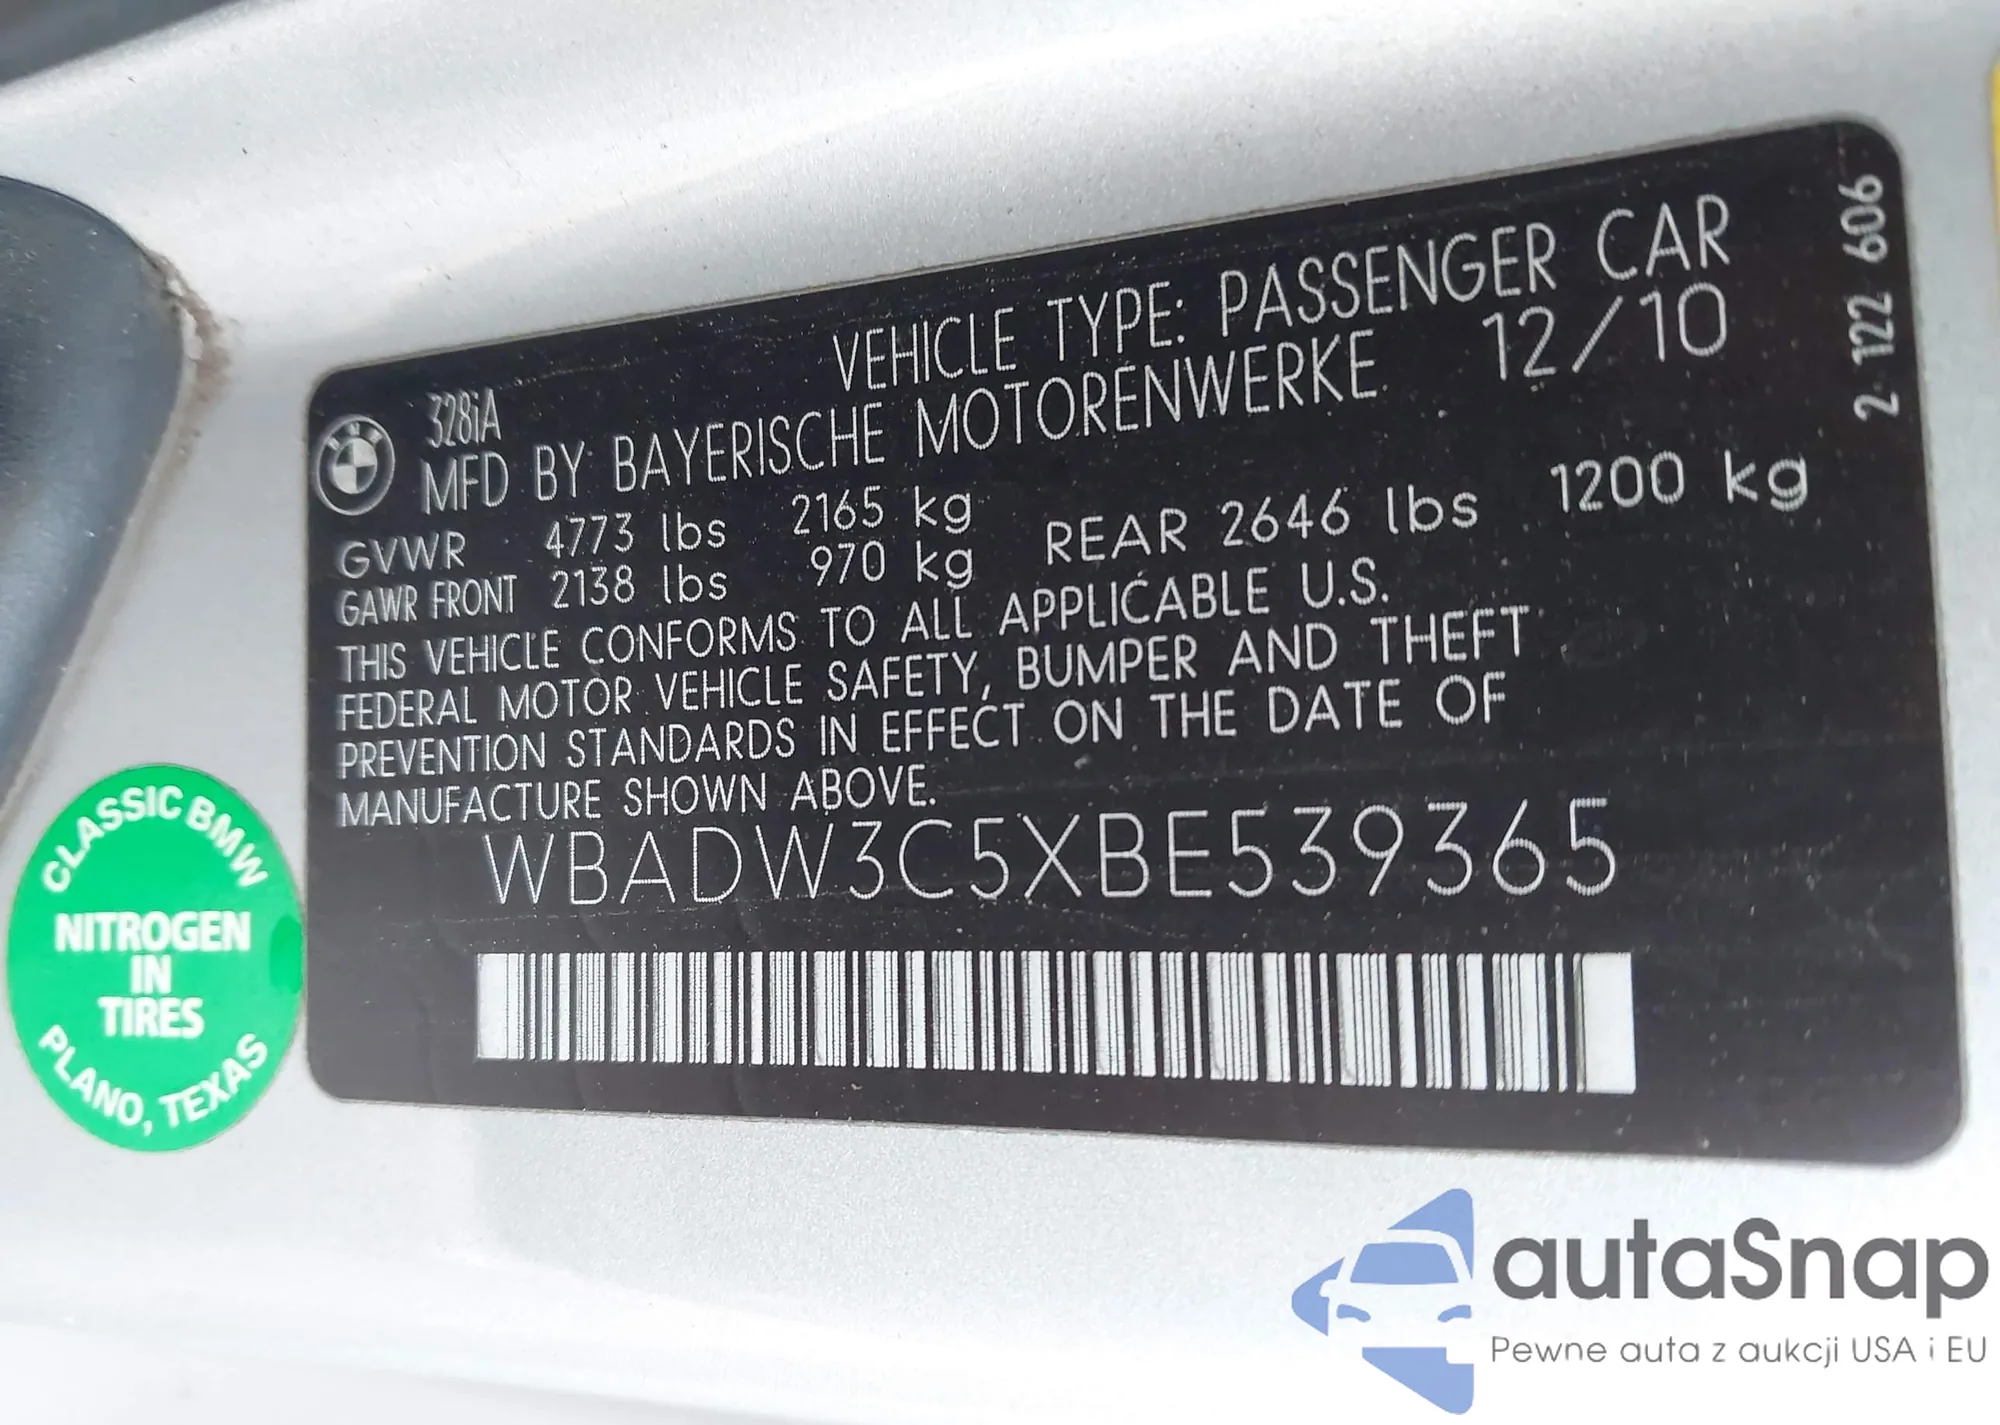 VEHICLE TYPE: PASSENGER CAR
328iA
MFD BY BAYERISCHE MOTORENWERKE 12/10
GVWR 4773 lbs 2165 kg
GAWR FRONT 2138 lbs 970 kg REAR 2646 lbs 1200 kg
THIS VEHICLE CONFORMS TO ALL APPLICABLE U.S.
FEDERAL MOTOR VEHICLE SAFETY, BUMPER AND THEFT
PREVENTION STANDARDS IN EFFECT ON THE DATE OF
MANUFACTURE SHOWN ABOVE.
WBADW3C5XBE539365
2 122 606
CLASSIC BMW
NITROGEN
IN
TIRES
PLANO, TEXAS
autaSnap
Pewne auta z aukcji USA i EU